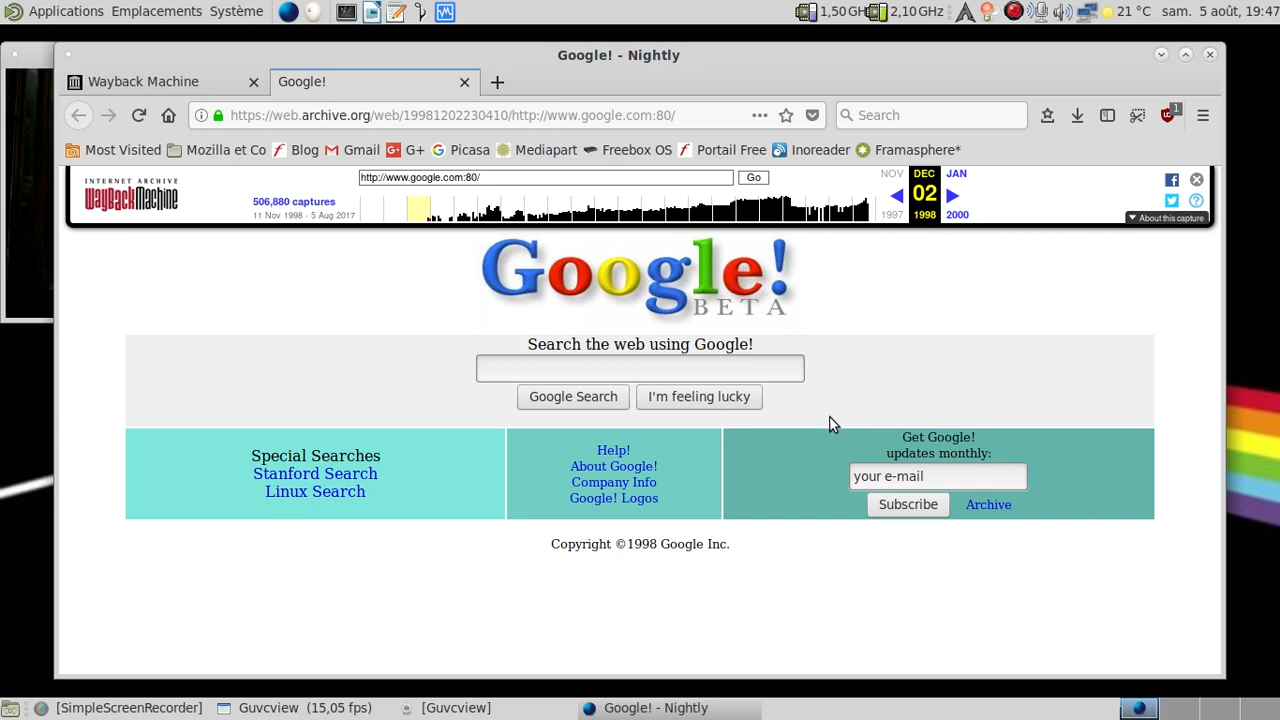 Applications Emplacements Système 1,50GH 2,10GHz 21 °C sam. 5 août, 19:47
Google! - Nightly
Wayback Machine Google!
https://web.archive.org/web/19981202230410/http://www.google.com:80/ Search 1
Most Visited Mozilla et Co Blog Gmail G+ Picasa Mediapart Freebox OS Portail Free Inoreader Framasphere*
INTERNET ARCHIVE
WayBackMachine
http://www.google.com:80/ Go
506,880 captures
11 Nov 1998 - 5 Aug 2017
NOV DEC JAN
02
1997 1998 2000
About this capture
Google!
BETA
Search the web using Google!
Google Search I'm feeling lucky
Special Searches
Stanford Search
Linux Search
Help!
About Google!
Company Info
Google! Logos
Get Google!
updates monthly:
your e-mail
Subscribe Archive
Copyright ©1998 Google Inc.
[SimpleScreenRecorder] Guvcview (15,05 fps) [Guvcview] Google! - Nightly